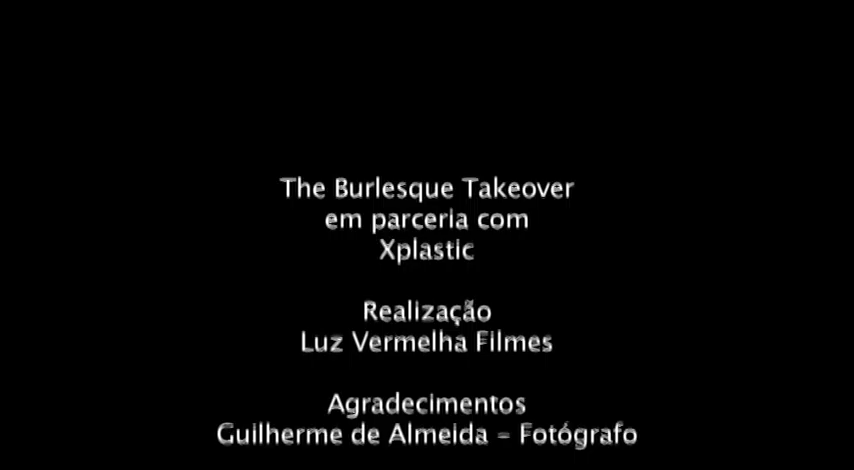 The Burlesque Takeover
em parceria com
Xplastic
Realização
Luz Vermelha Filmes
Agradecimentos
Guilherme de Almeida - Fotógrafo